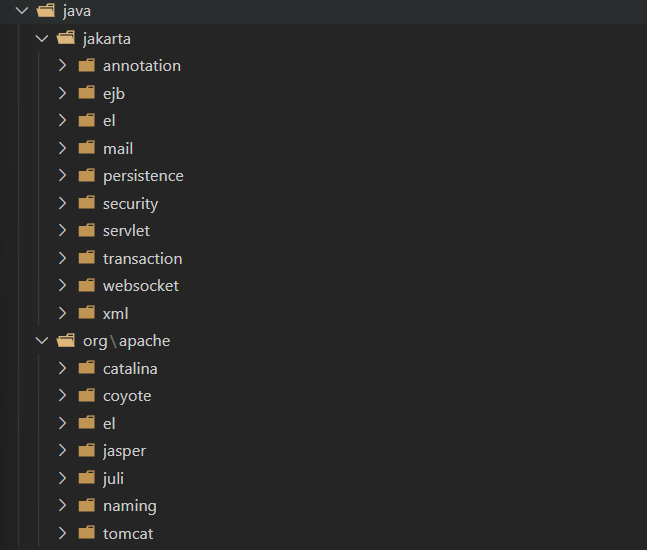 java
jakarta
annotation
ejb
el
mail
persistence
security
servlet
transaction
websocket
xml
org\apache
catalina
coyote
el
jasper
juli
naming
tomcat